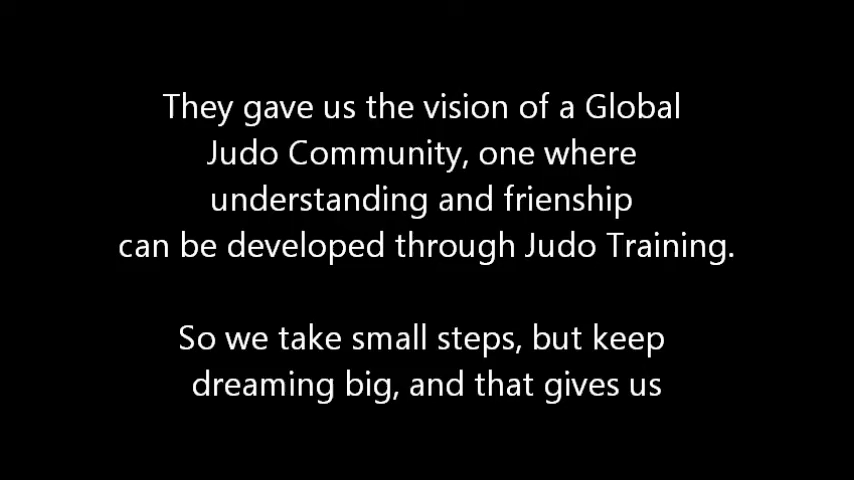 They gave us the vision of a Global
Judo Community, one where
understanding and frienship
can be developed through Judo Training.
So we take small steps, but keep
dreaming big, and that gives us